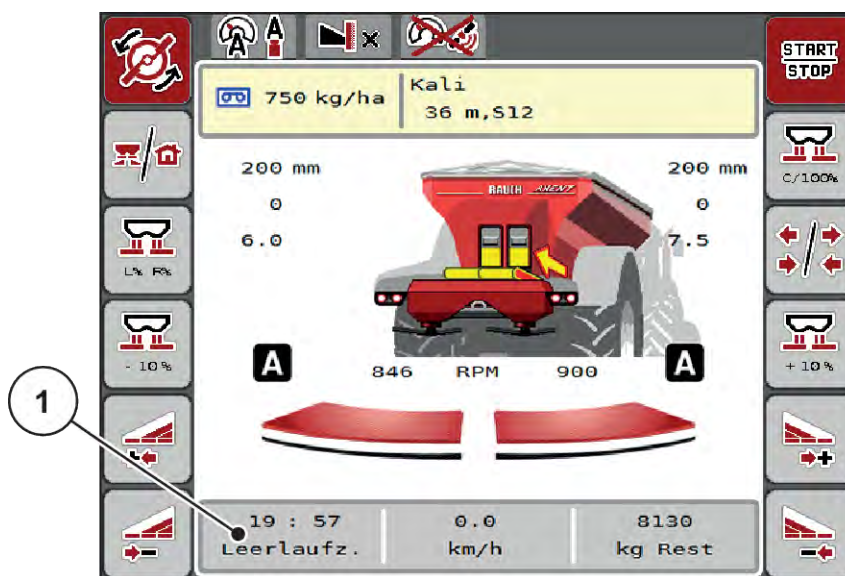 A A
START
STOP
750 kg/ha
Kali
36 m,S12
C/100%
200 mm
200 mm
RAUCH AXENT
0
0
6.0
7.5
L% R%
- 10 %
+ 10 %
A
A
846 RPM 900
1
19 : 57
0.0
8130
Leerlaufz.
km/h
kg Rest